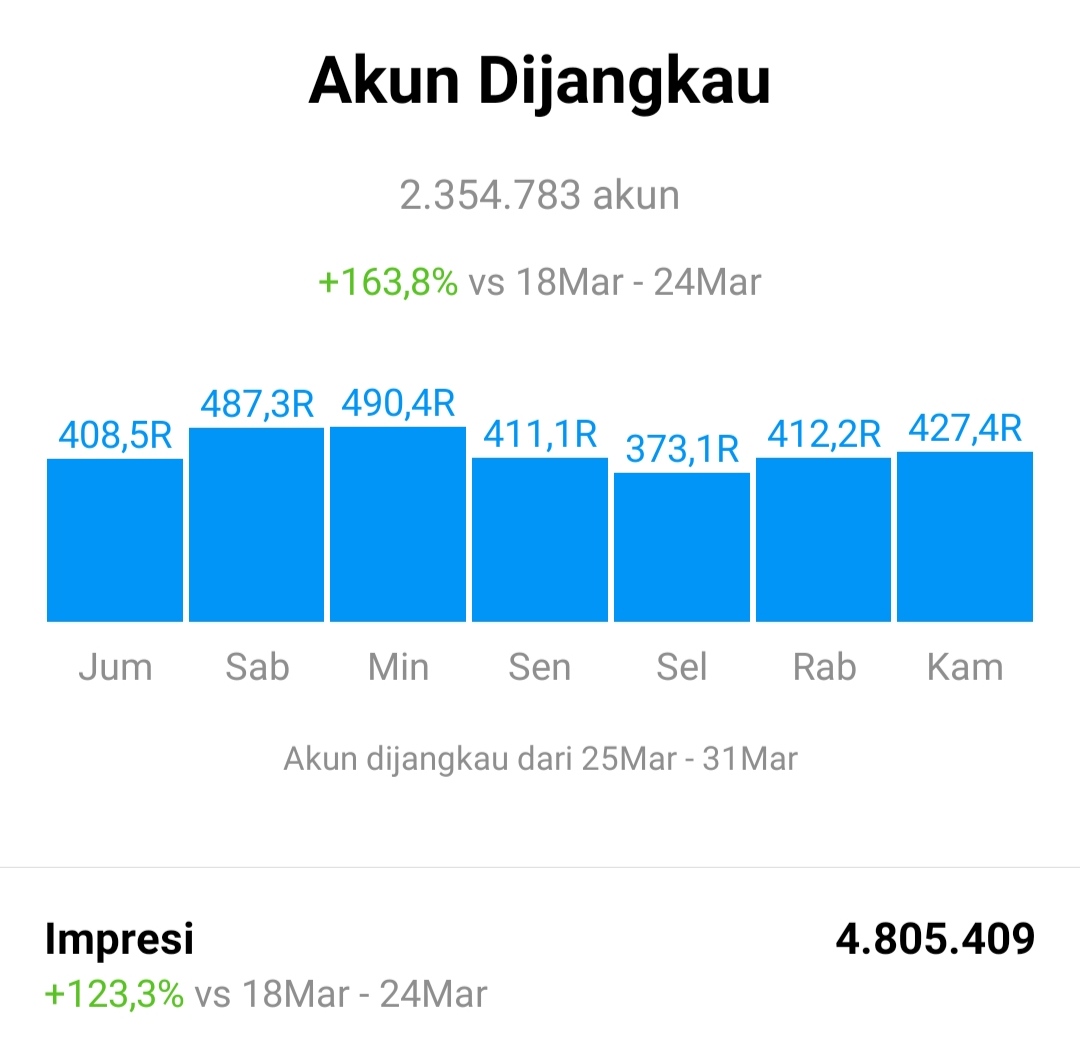 Akun Dijangkau
2.354.783 akun
+163,8% vs 18Mar - 24Mar
408,5R 487,3R 490,4R 411,1R 373,1R 412,2R 427,4R
Jum Sab Min Sen Sel Rab Kam
Akun dijangkau dari 25Mar - 31Mar
Impresi 4.805.409
+123,3% vs 18Mar - 24Mar